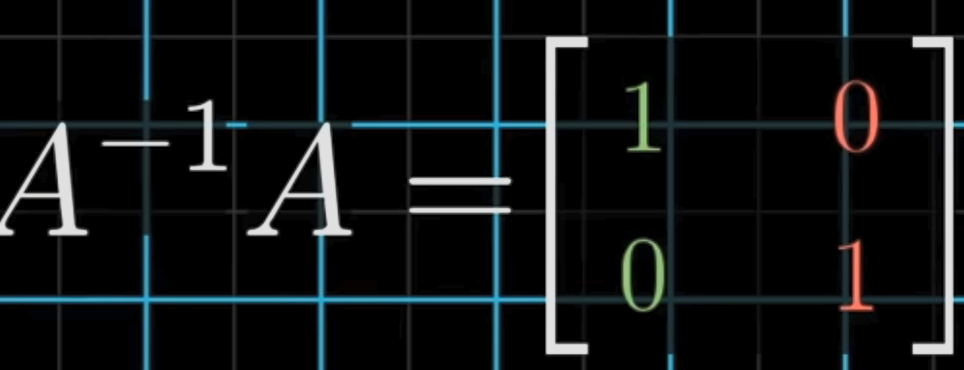 A⁻¹A = [1 0
0 1]